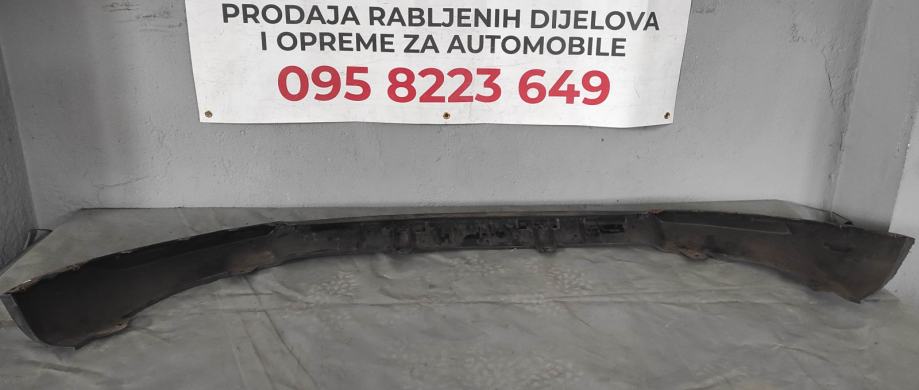 PRODAJA RABLJENIH DIJELOVA
I OPREME ZA AUTOMOBILE
095 8223 649